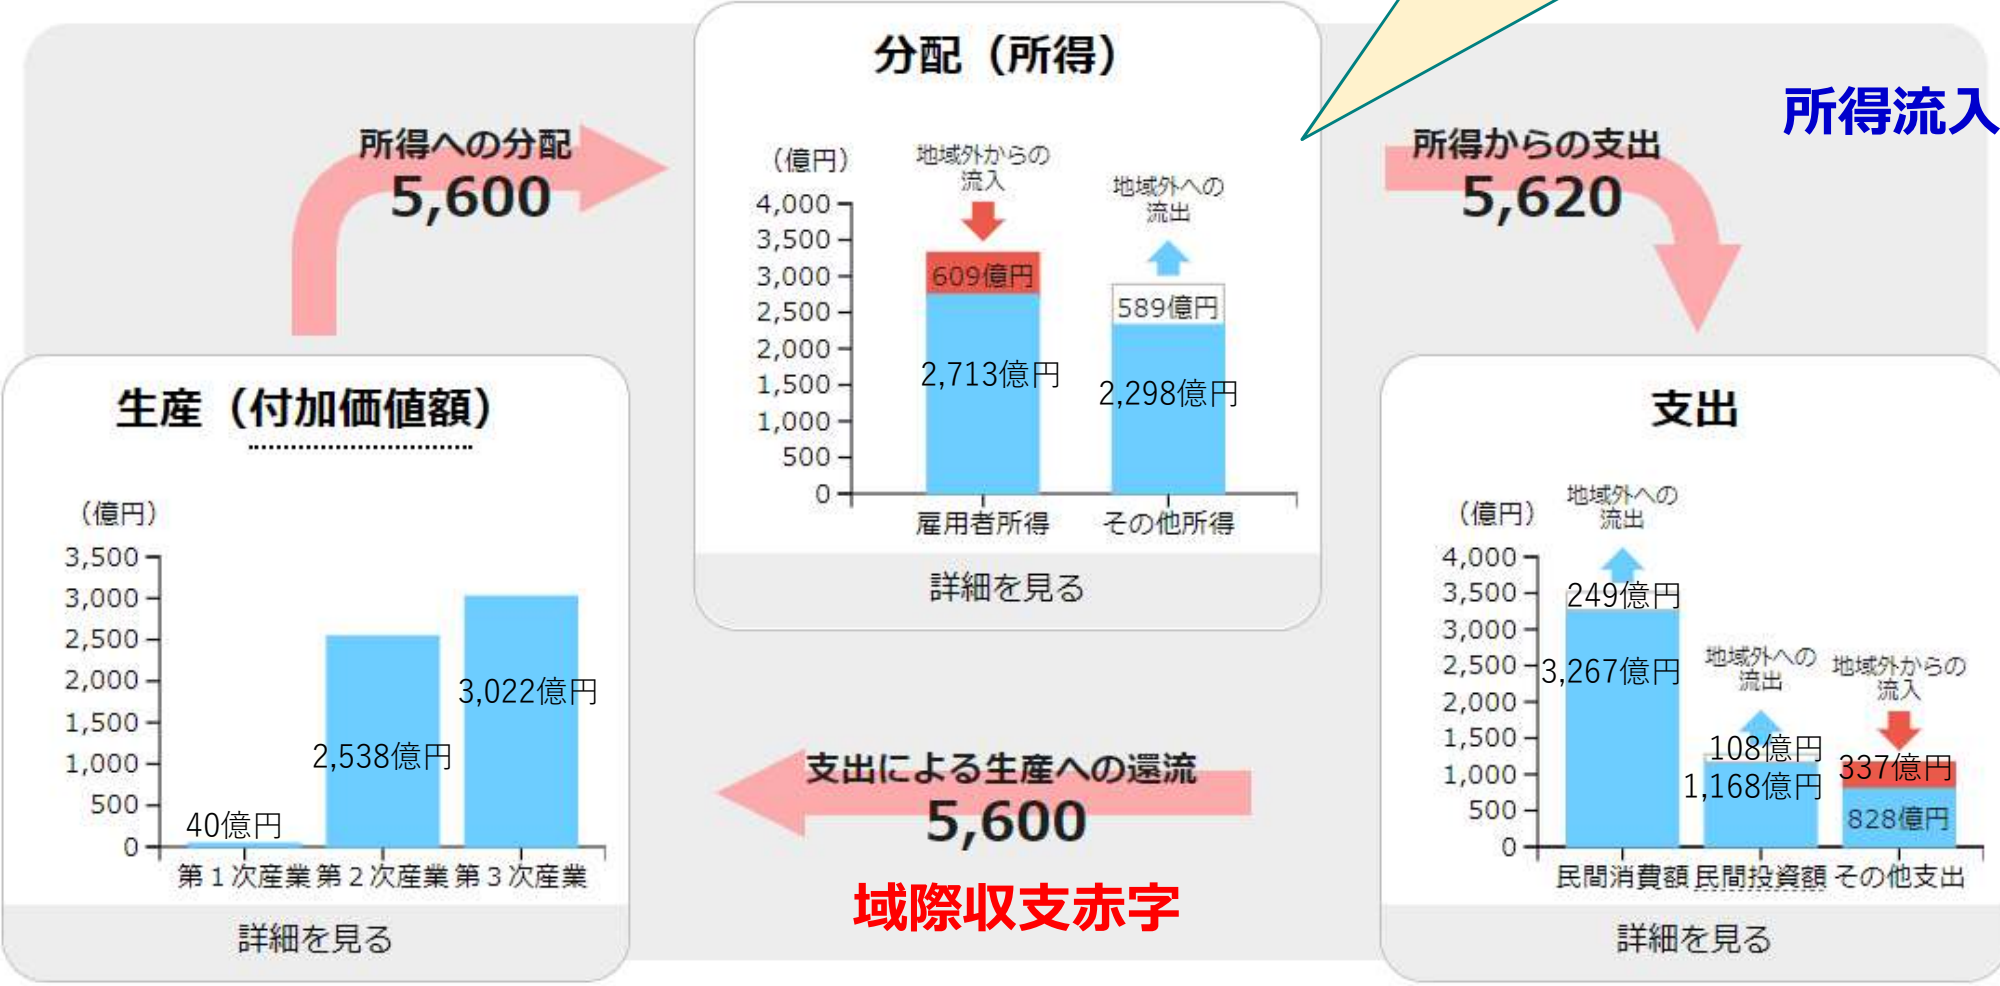 分配（所得）
所得流入
所得への分配
5,600
所得からの支出
5,620
（億円）
地域外からの
流入
地域外への
流出
4,000
3,500
3,000
2,500
2,000
1,500
1,000
500
0
609億円
589億円
2,713億円
2,298億円
雇用者所得
その他所得
詳細を見る
生産（付加価値額）
（億円）
3,500
3,000
2,500
2,000
1,500
1,000
500
0
40億円
2,538億円
3,022億円
第１次産業
第２次産業
第３次産業
詳細を見る
支出による生産への還流
5,600
域際収支赤字
支出
（億円）
4,000
3,500
3,000
2,500
2,000
1,500
1,000
500
0
地域外への
流出
249億円
3,267億円
地域外への
流出
108億円
1,168億円
地域外からの
流入
337億円
828億円
民間消費額
民間投資額
その他支出
詳細を見る